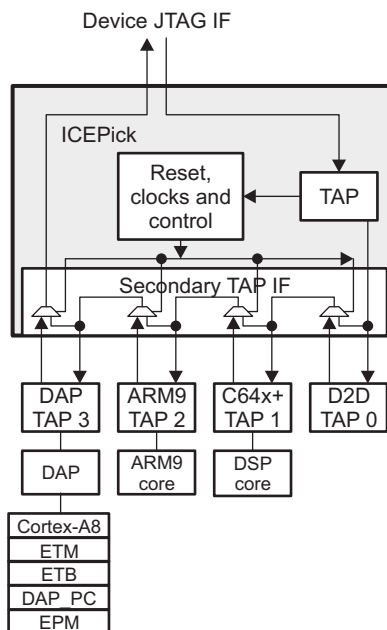 Device JTAG IF
ICEPick
Reset,
clocks and
control
TAP
Secondary TAP IF
DAP
TAP 3
ARM9
TAP 2
C64x+
TAP 1
D2D
TAP 0
DAP
ARM9
core
DSP
core
Cortex-A8
ETM
ETB
DAP_PC
EPM